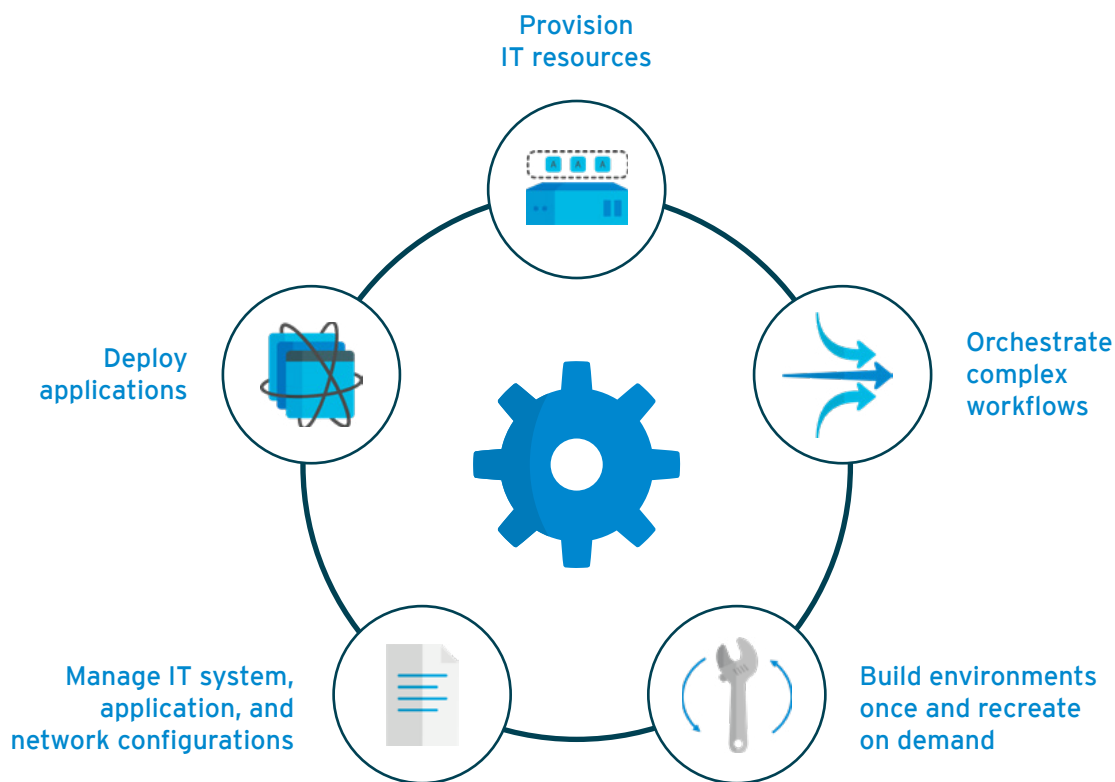 Provision
IT resources
A A A
Deploy
applications
Orchestrate
complex
workflows
Manage IT system,
application, and
network configurations
Build environments
once and recreate
on demand